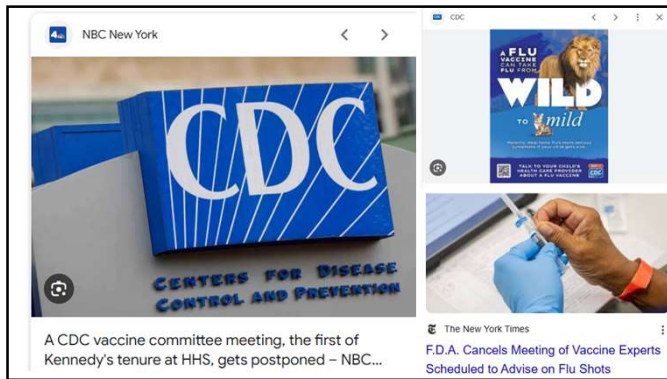 NBC New York
CDC
CENTERS FOR DISEASE
CONTROL AND PREVENTION
A CDC vaccine committee meeting, the first of
Kennedy's tenure at HHS, gets postponed – NBC...
CDC
A FLU
VACCINE
CAN TAKE
FLU FROM
WILD
TO mild
TALK TO YOUR CHILD'S
HEALTH CARE PROVIDER
ABOUT A FLU VACCINE
CDC
The New York Times
F.D.A. Cancels Meeting of Vaccine Experts
Scheduled to Advise on Flu Shots